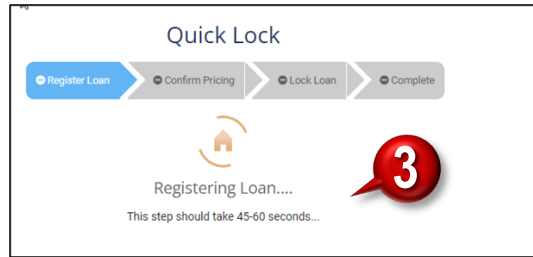 Quick Lock
Register Loan Confirm Pricing Lock Loan Complete
3
Registering Loan....
This step should take 45-60 seconds...